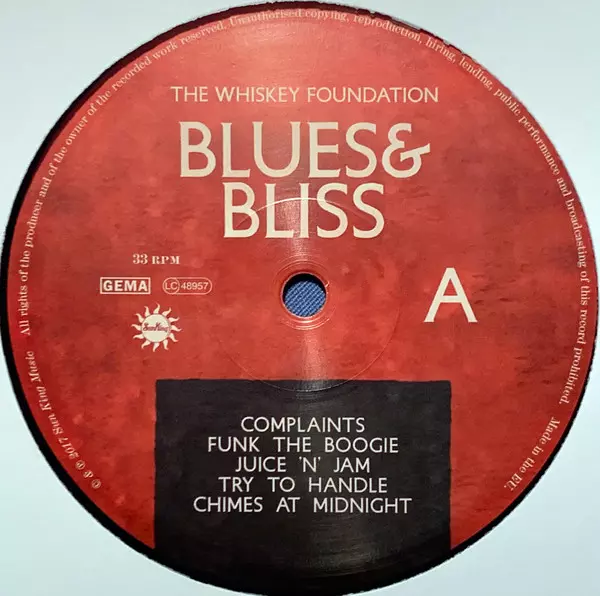 All rights of the producer and of the owner of the recorded work reserved. Unauthorised copying, reproduction, hiring, lending, public performance and broadcasting of this record prohibited.
THE WHISKEY FOUNDATION
BLUES&
BLISS
33 RPM
GEMA
LC 48957
A
Sun King
COMPLAINTS
FUNK THE BOOGIE
JUICE 'N' JAM
TRY TO HANDLE
CHIMES AT MIDNIGHT
© ℗ 2017 Sun King Music
Made in the EU.